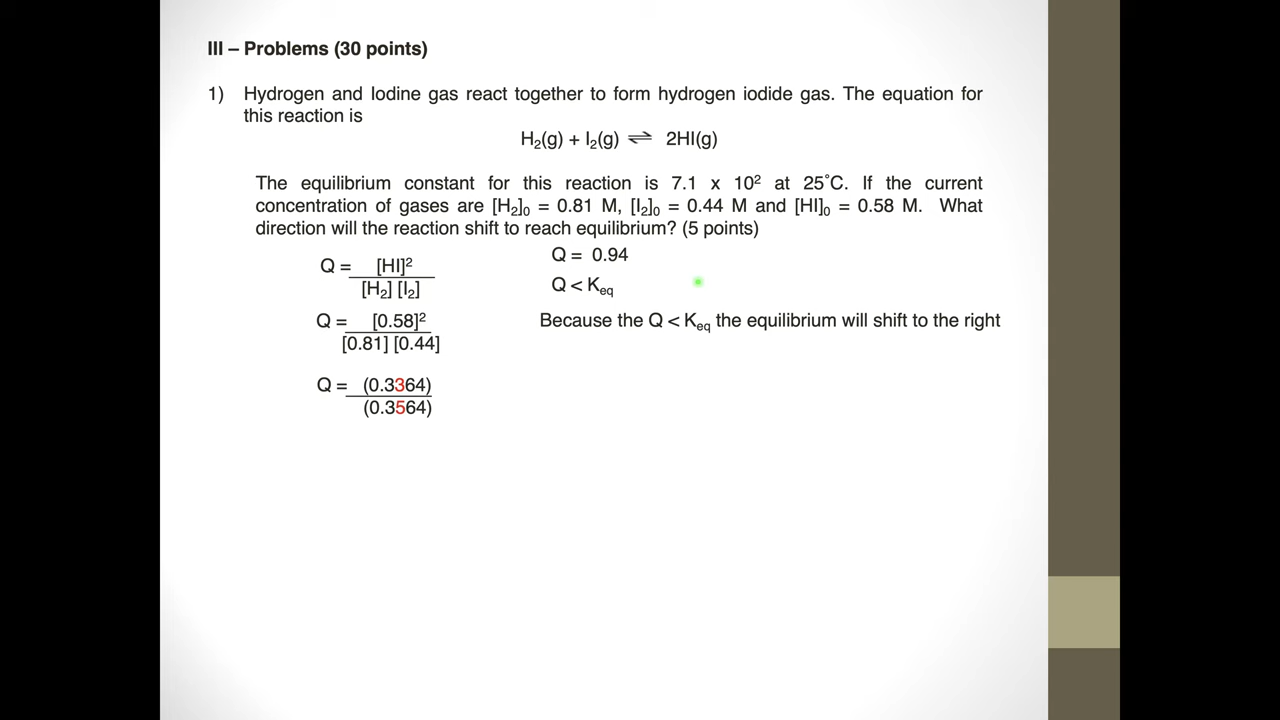 III – Problems (30 points)
1) Hydrogen and Iodine gas react together to form hydrogen iodide gas. The equation for
this reaction is
H₂(g) + I₂(g) ⇌ 2HI(g)
The equilibrium constant for this reaction is 7.1 x 10² at 25˚C. If the current
concentration of gases are [H₂]₀ = 0.81 M, [I₂]₀ = 0.44 M and [HI]₀ = 0.58 M. What
direction will the reaction shift to reach equilibrium? (5 points)
Q = [HI]²
[H₂] [I₂]
Q = [0.58]²
[0.81] [0.44]
Q = (0.3364)
(0.3564)
Q = 0.94
Q < Keq
Because the Q < Keq the equilibrium will shift to the right